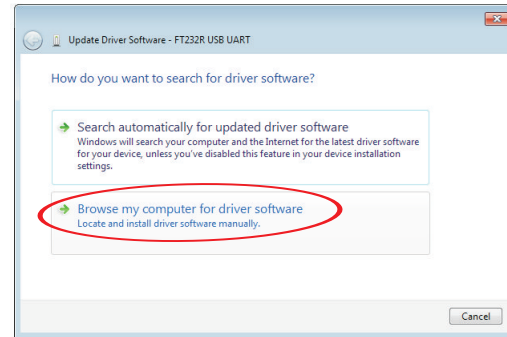 Update Driver Software - FT232R USB UART
How do you want to search for driver software?
Search automatically for updated driver software
Windows will search your computer and the Internet for the latest driver software
for your device, unless you've disabled this feature in your device installation
settings.
Browse my computer for driver software
Locate and install driver software manually.
Cancel